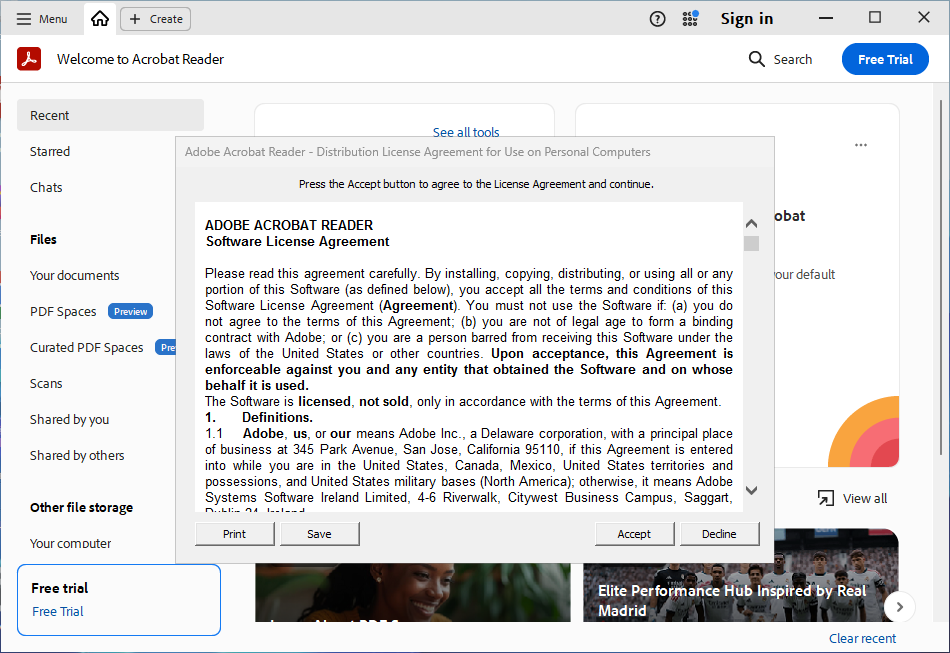 Menu
Create
Sign in
Welcome to Acrobat Reader
Search
Free Trial
Recent
Starred
Chats
Files
Your documents
PDF Spaces Preview
Curated PDF Spaces Pre
Scans
Shared by you
Shared by others
Other file storage
Your computer
Free trial
Free Trial
See all tools
obat
our default
Adobe Acrobat Reader - Distribution License Agreement for Use on Personal Computers
Press the Accept button to agree to the License Agreement and continue.
ADOBE ACROBAT READER
Software License Agreement
Please read this agreement carefully. By installing, copying, distributing, or using all or any
portion of this Software (as defined below), you accept all the terms and conditions of this
Software License Agreement (Agreement). You must not use the Software if: (a) you do
not agree to the terms of this Agreement; (b) you are not of legal age to form a binding
contract with Adobe; or (c) you are a person barred from receiving this Software under the
laws of the United States or other countries. Upon acceptance, this Agreement is
enforceable against you and any entity that obtained the Software and on whose
behalf it is used.
The Software is licensed, not sold, only in accordance with the terms of this Agreement.
1. Definitions.
1.1 Adobe, us, or our means Adobe Inc., a Delaware corporation, with a principal place
of business at 345 Park Avenue, San Jose, California 95110, if this Agreement is entered
into while you are in the United States, Canada, Mexico, United States territories and
possessions, and United States military bases (North America); otherwise, it means Adobe
Systems Software Ireland Limited, 4-6 Riverwalk, Citywest Business Campus, Saggart,
Dublin 24, Ireland
Print
Save
Accept
Decline
View all
Elite Performance Hub Inspired by Real
Madrid
Clear recent